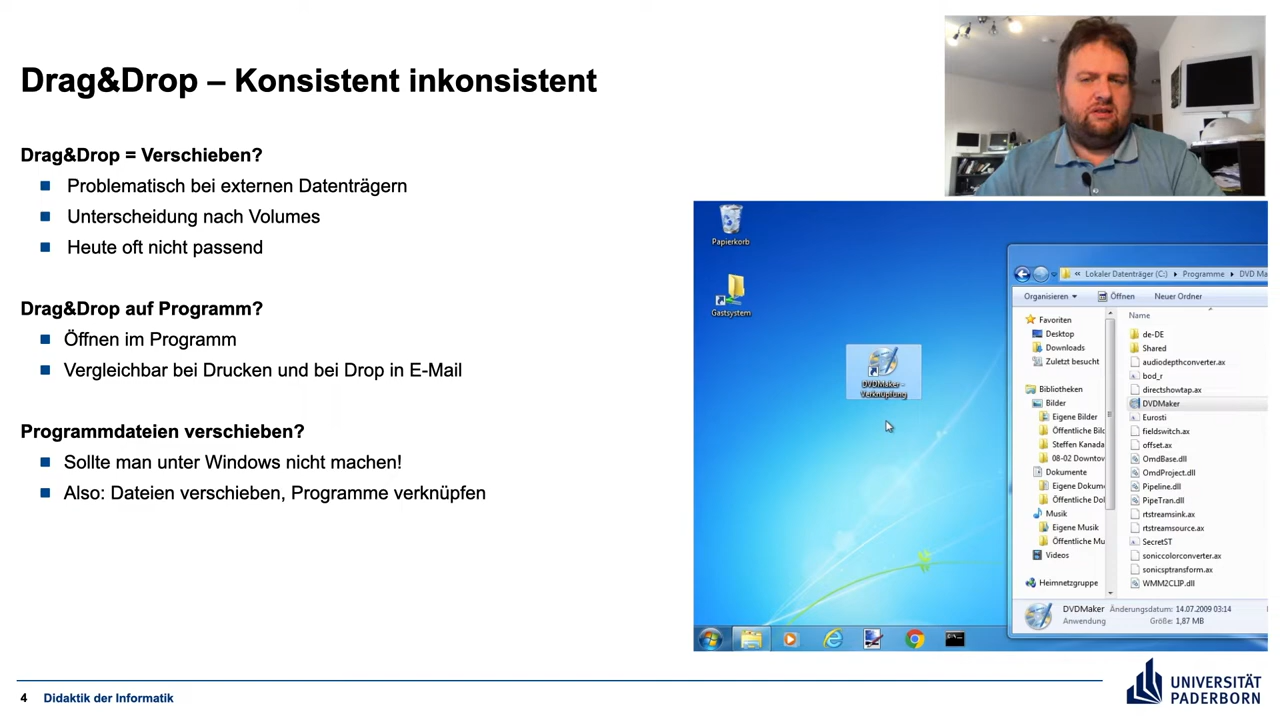 Drag&Drop – Konsistent inkonsistent
Drag&Drop = Verschieben?
Problematisch bei externen Datenträgern
Unterscheidung nach Volumes
Heute oft nicht passend
Drag&Drop auf Programm?
Öffnen im Programm
Vergleichbar bei Drucken und bei Drop in E-Mail
Programmdateien verschieben?
Sollte man unter Windows nicht machen!
Also: Dateien verschieben, Programme verknüpfen
Papierkorb
Gastsystem
DVDMaker -
Verknüpfung
« Lokaler Datenträger (C:) ▸ Programme ▸ DVD Ma
Organisieren
Öffnen
Neuer Ordner
Favoriten
Desktop
Downloads
Zuletzt besucht
Bibliotheken
Bilder
Eigene Bilder
Öffentliche Bilc
Steffen Kanada
08-02 Downtov
Dokumente
Eigene Dokum
Öffentliche Dol
Musik
Eigene Musik
Öffentliche Mu
Videos
Heimnetzgruppe
Name
de-DE
Shared
audiodepthconverter.ax
bod_r
directshowtap.ax
DVDMaker
Eurosti
fieldswitch.ax
offset.ax
OmdBase.dll
OmdProject.dll
Pipeline.dll
PipeTran.dll
rtstreamsink.ax
rtstreamsource.ax
SecretST
soniccolorconverter.ax
sonicsptransform.ax
WMM2CLIP.dll
DVDMaker Änderungsdatum: 14.07.2009 03:14
Anwendung Größe: 1,87 MB
4 Didaktik der Informatik
UNIVERSITÄT
PADERBORN